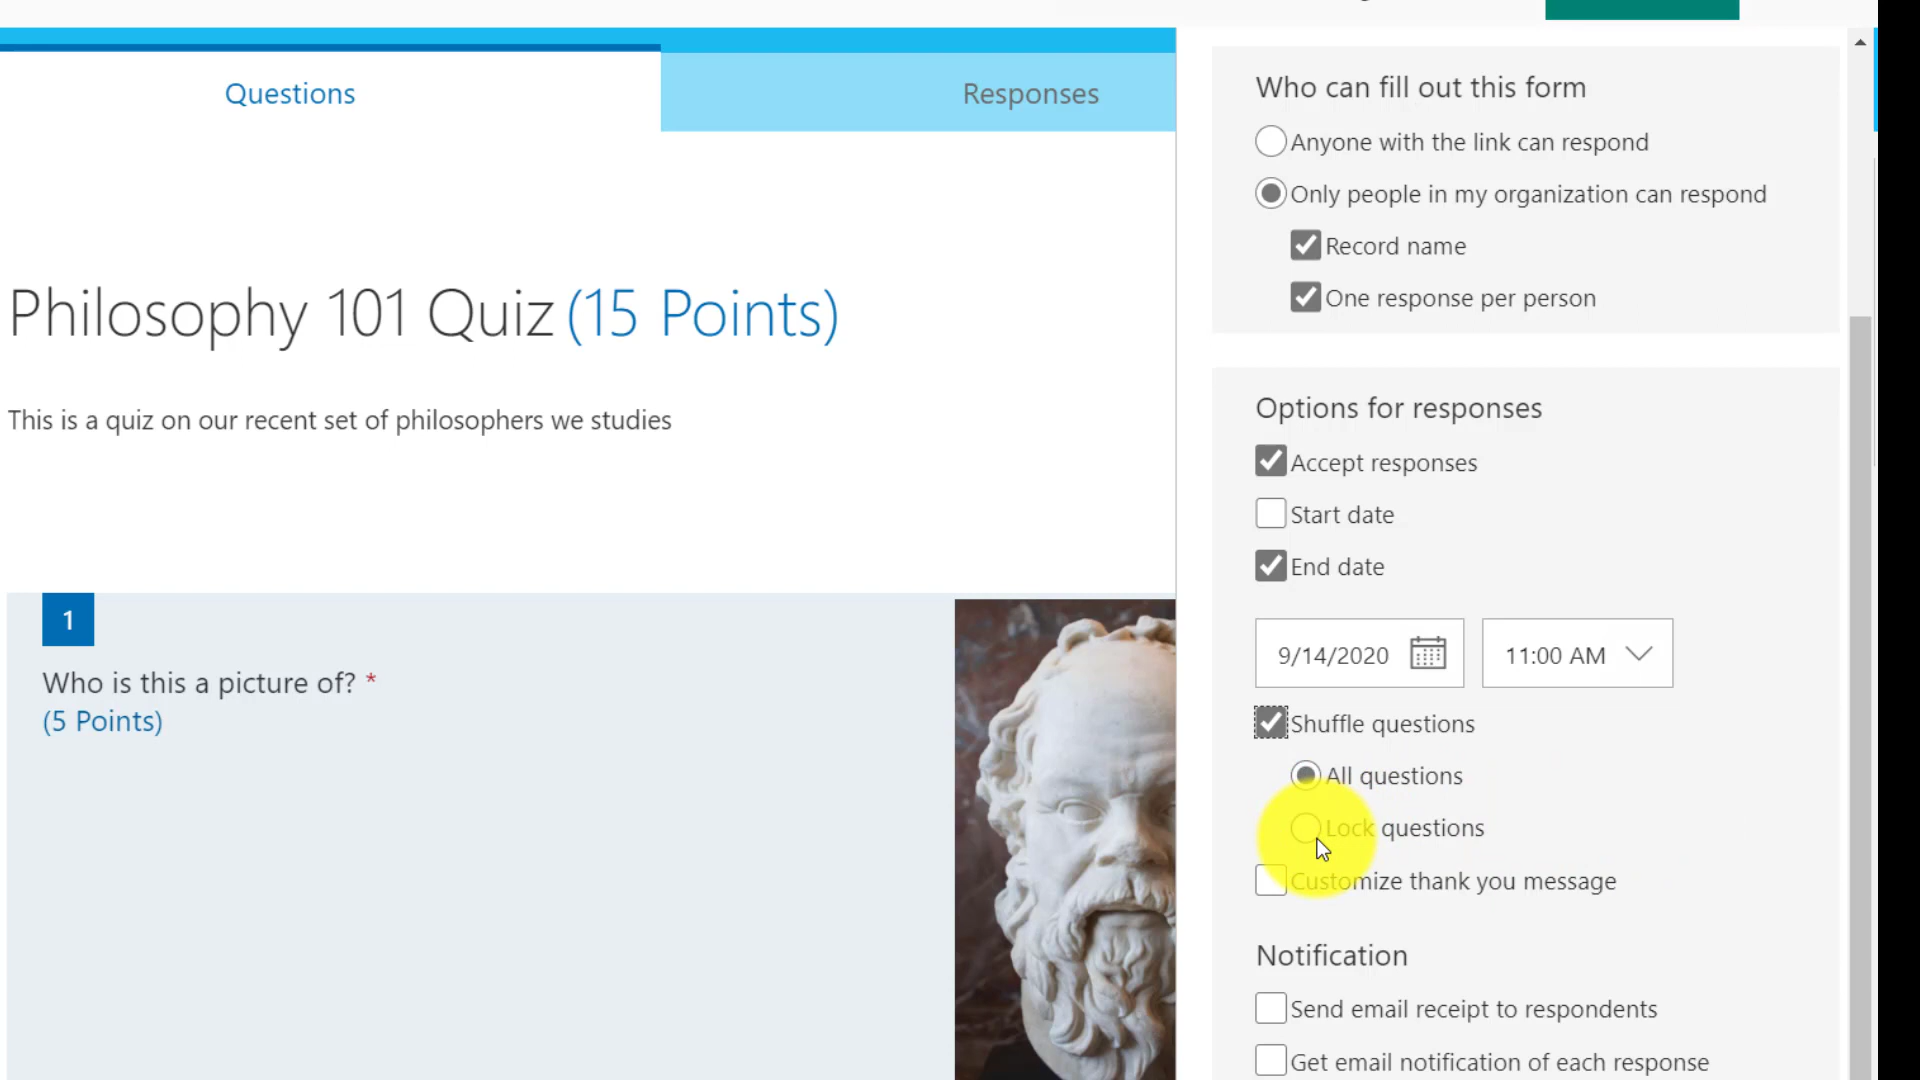 Questions
Responses
Philosophy 101 Quiz (15 Points)
This is a quiz on our recent set of philosophers we studies
1
Who is this a picture of? *
(5 Points)
Who can fill out this form
Anyone with the link can respond
Only people in my organization can respond
Record name
One response per person
Options for responses
Accept responses
Start date
End date
9/14/2020
11:00 AM
Shuffle questions
All questions
Lock questions
Customize thank you message
Notification
Send email receipt to respondents
Get email notification of each response